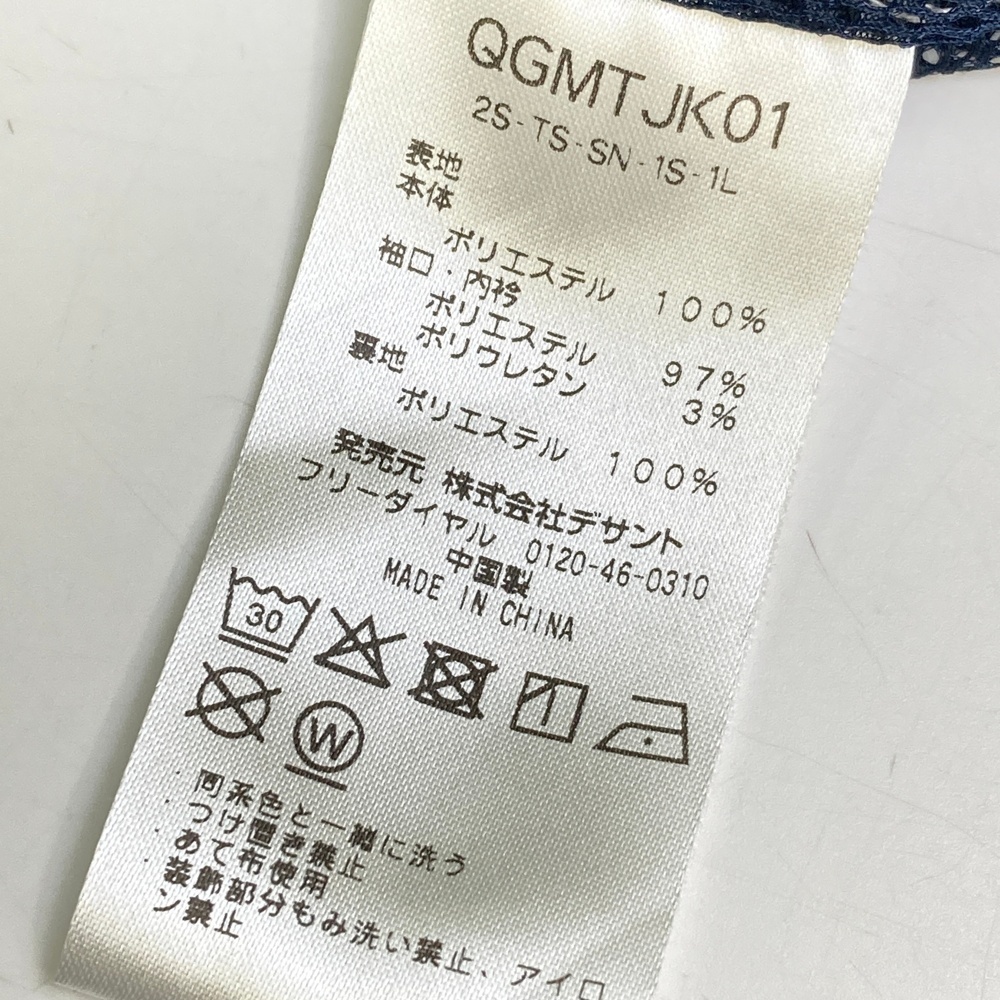 QGMTJK01
2S-TS-SN-1S-1L
表地
本体
ポリエステル 100%
袖口・内衿
ポリエステル 97%
ポリウレタン 3%
裏地
ポリエステル 100%
発売元 株式会社デサント
フリーダイヤル 0120-46-0310
中国製
MADE IN CHINA
30
W
同系色と一緒に洗う
つけ置き禁止
あて布使用
装飾部分もみ洗い禁止、アイロ
ン禁止